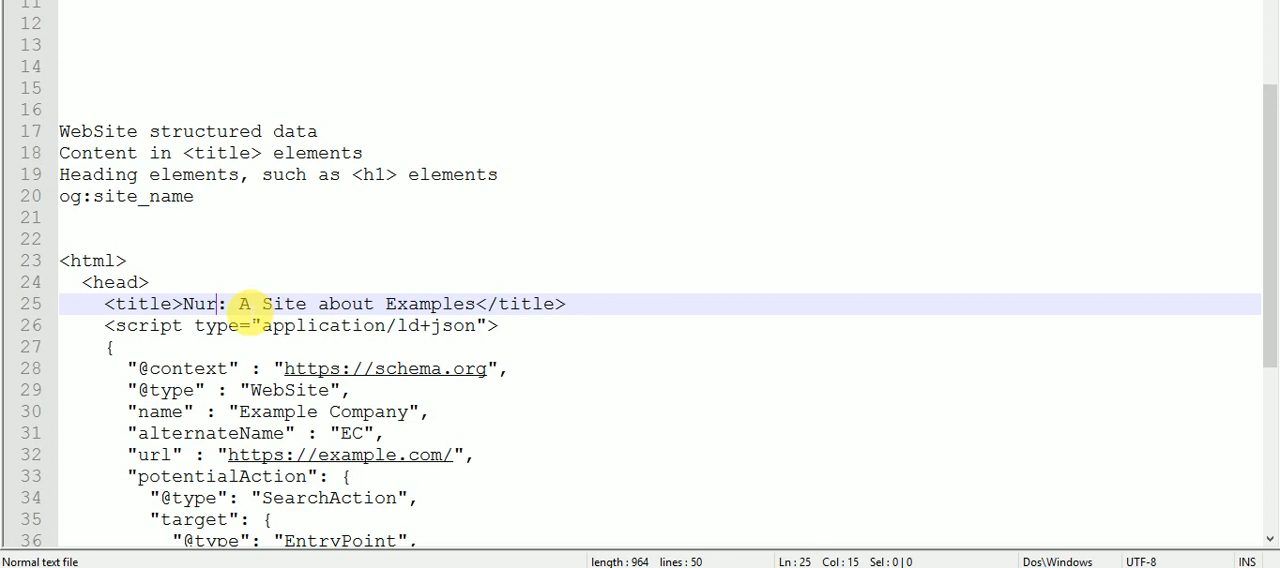 11
12
13
14
15
16
17 WebSite structured data
18 Content in <title> elements
19 Heading elements, such as <h1> elements
20 og:site_name
21
22
23 <html>
24 <head>
25 <title>Nur: A Site about Examples</title>
26 <script type="application/ld+json">
27 {
28 "@context" : "https://schema.org",
29 "@type" : "WebSite",
30 "name" : "Example Company",
31 "alternateName" : "EC",
32 "url" : "https://example.com/",
33 "potentialAction": {
34 "@type": "SearchAction",
35 "target": {
36 "@type": "EntryPoint",
Normal text file length : 964 lines : 50 Ln : 25 Col : 15 Sel : 0 | 0 Dos\Windows UTF-8 INS